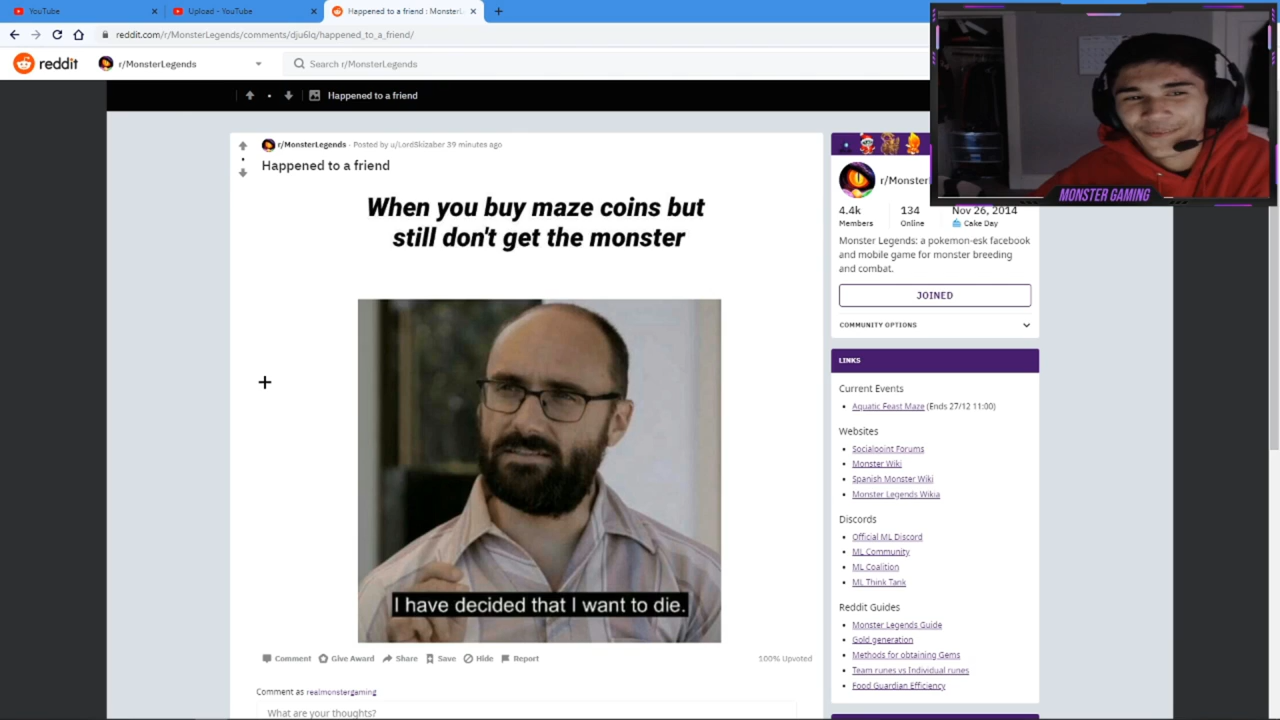 YouTube
Upload - YouTube
Happened to a friend : MonsterL
reddit.com/r/MonsterLegends/comments/dju6lq/happened_to_a_friend/
reddit
r/MonsterLegends
Search r/MonsterLegends
Happened to a friend
r/MonsterLegends · Posted by u/LordSkizaber 39 minutes ago
Happened to a friend
When you buy maze coins but
still don't get the monster
I have decided that I want to die.
Comment Give Award Share Save Hide Report
100% Upvoted
Comment as realmonstergaming
What are your thoughts?
MONSTER GAMING
r/Monster
4.4k
Members
134
Online
Nov 26, 2014
Cake Day
Monster Legends: a pokemon-esk facebook
and mobile game for monster breeding
and combat.
JOINED
COMMUNITY OPTIONS
LINKS
Current Events
Aquatic Feast Maze (Ends 27/12 11:00)
Websites
Socialpoint Forums
Monster Wiki
Spanish Monster Wiki
Monster Legends Wikia
Discords
Official ML Discord
ML Community
ML Coalition
ML Think Tank
Reddit Guides
Monster Legends Guide
Gold generation
Methods for obtaining Gems
Team runes vs Individual runes
Food Guardian Efficiency